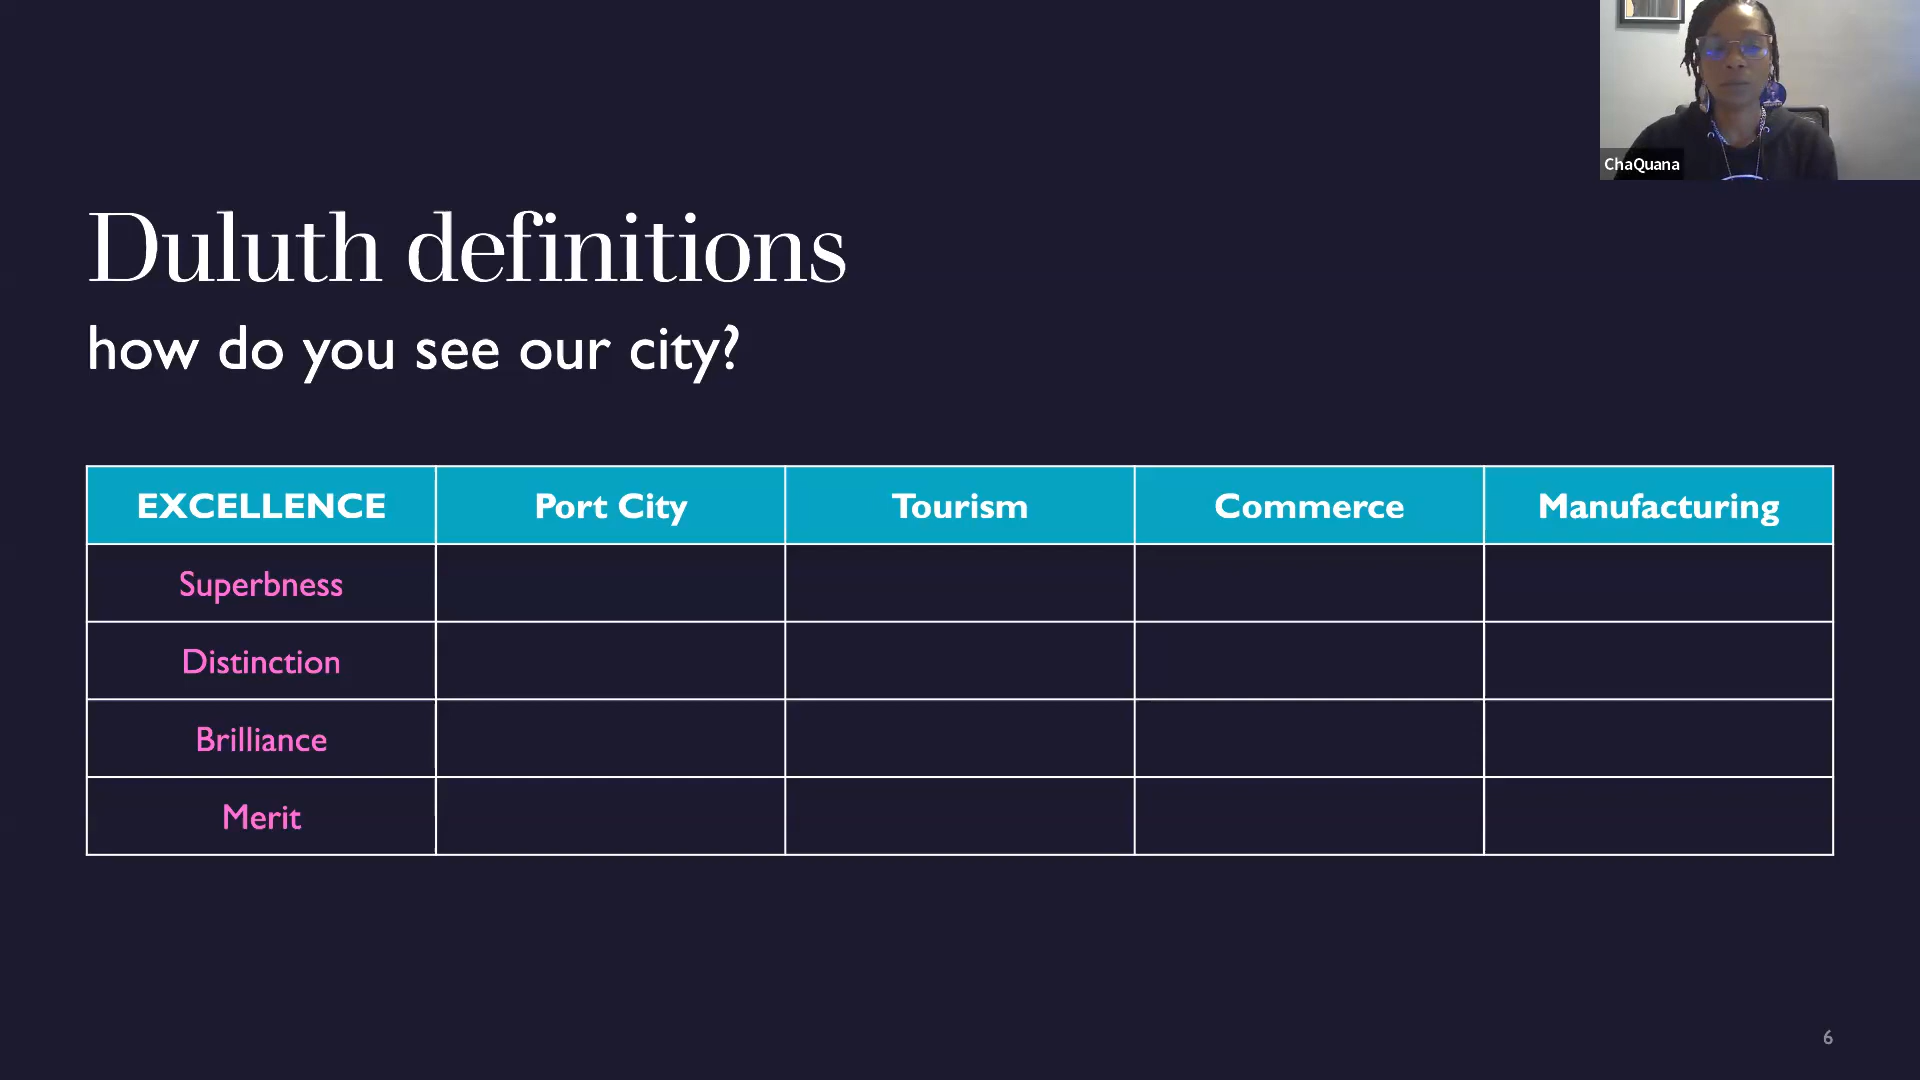 ChaQuana
Duluth definitions
how do you see our city?
EXCELLENCE Port City Tourism Commerce Manufacturing
Superbness
Distinction
Brilliance
Merit
6